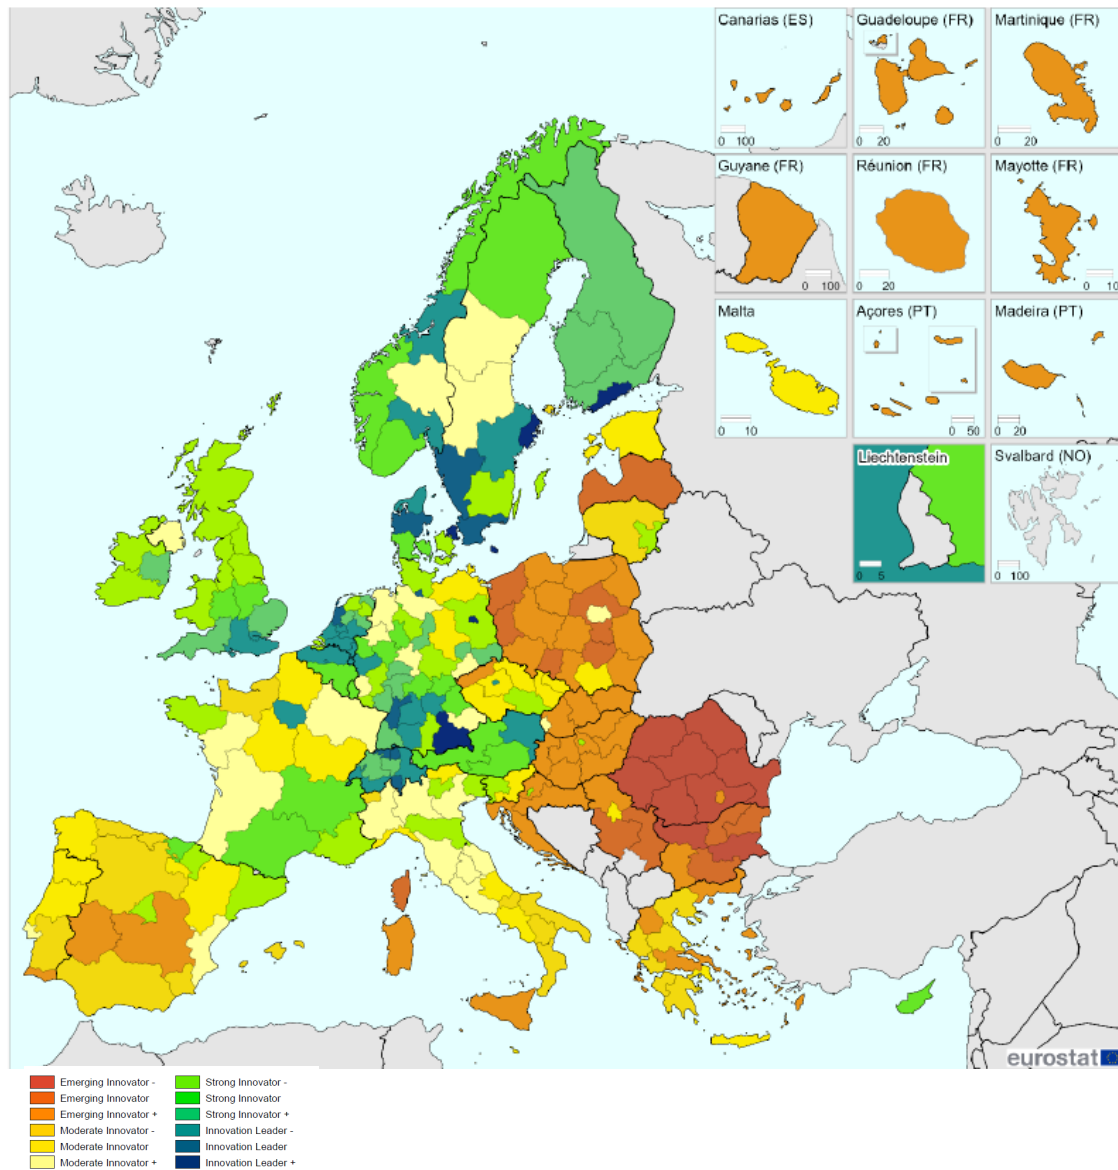 Canarias (ES)
0 100
Guadeloupe (FR)
0 20
Martinique (FR)
0 20
Guyane (FR)
0 100
Réunion (FR)
0 20
Mayotte (FR)
0 10
Malta
0 10
Açores (PT)
0 50
Madeira (PT)
0 20
Liechtenstein
0 5
Svalbard (NO)
0 100
eurostat
Emerging Innovator -
Emerging Innovator
Emerging Innovator +
Moderate Innovator -
Moderate Innovator
Moderate Innovator +
Strong Innovator -
Strong Innovator
Strong Innovator +
Innovation Leader -
Innovation Leader
Innovation Leader +